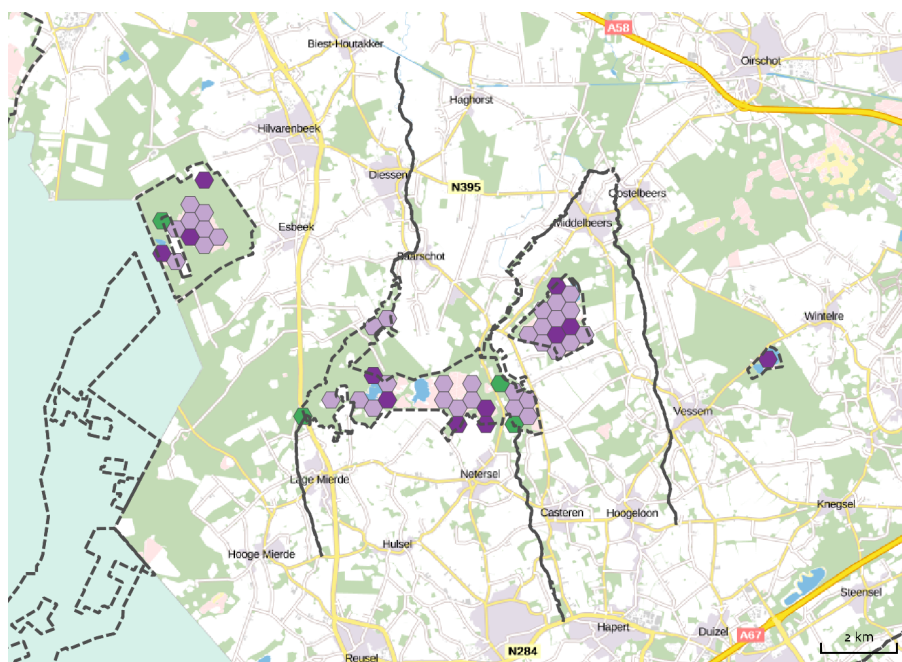 A58
Biest-Houtakker
Oirschot
Haghorst
Hilvarenbeek
Diessen
N395
Oostelbeers
Middelbeers
Esbeek
Baarschot
Wintelre
Vessem
Lage Mierde
Netersel
Casteren
Hoogeloon
Knegsel
Hooge Mierde
Hulsel
Steensel
Hapert
Duizel
A67
2 km
N284
Reusel